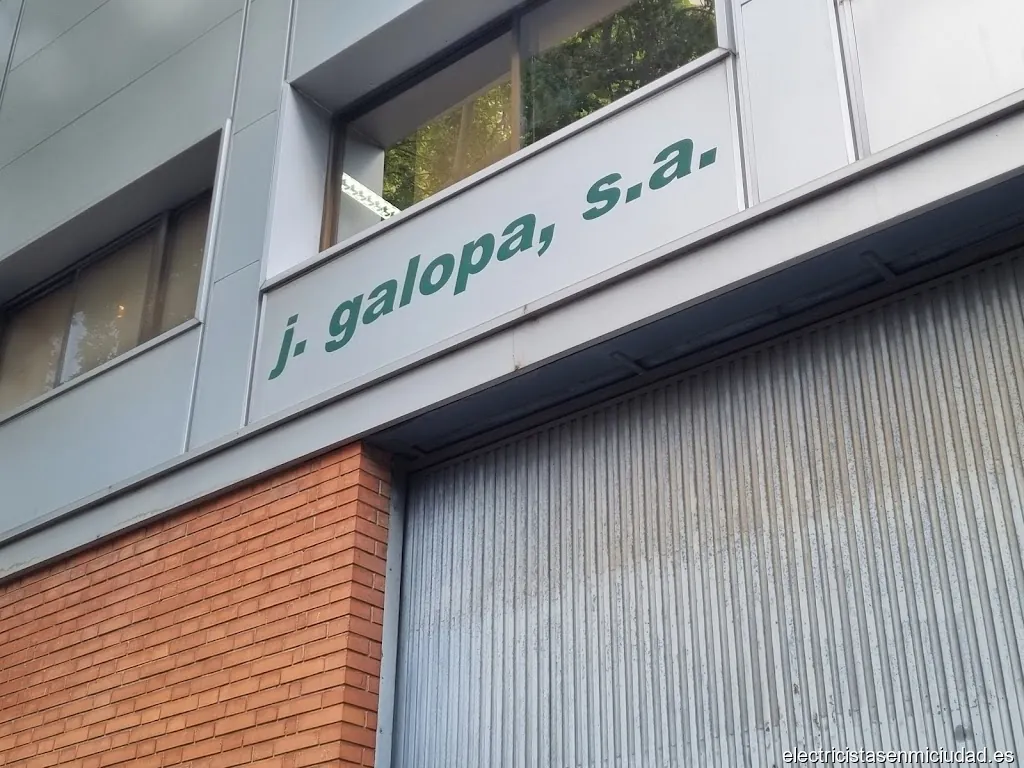 j. galopa, s.a.
electricistasenmiciudad.es